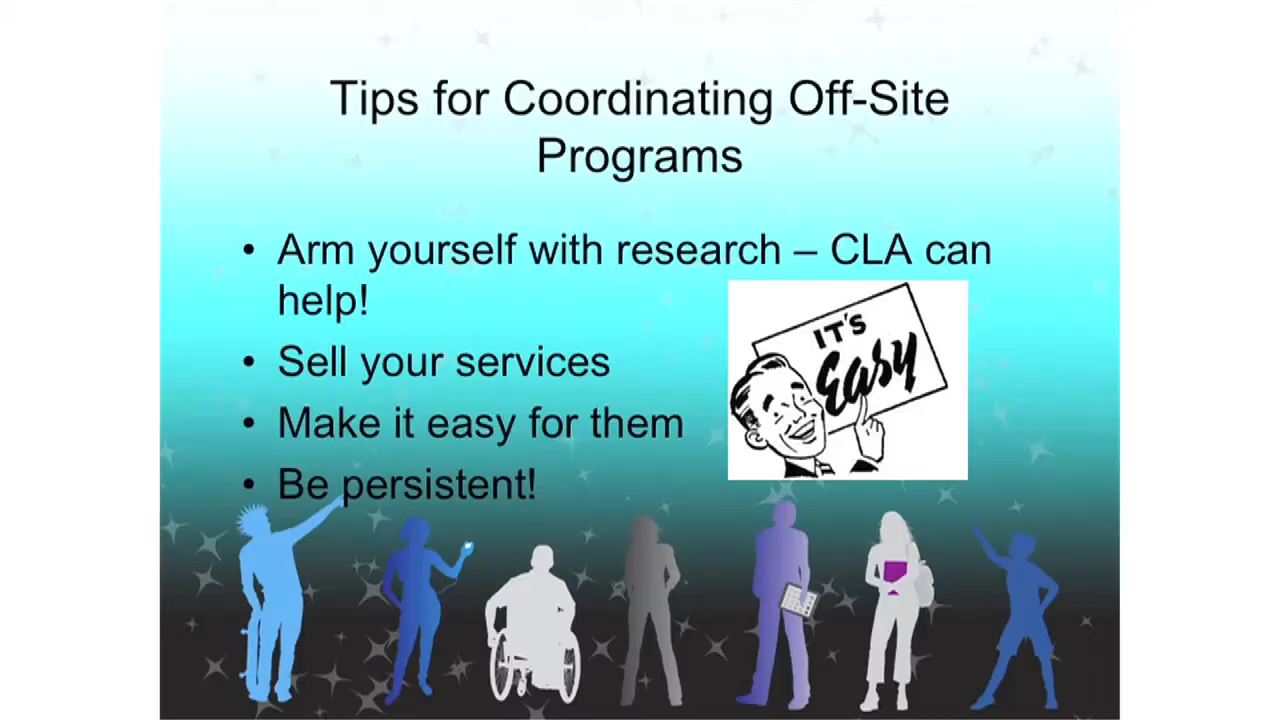 Tips for Coordinating Off-Site
Programs
• Arm yourself with research – CLA can
help!
IT'S
Easy
• Sell your services
• Make it easy for them
• Be persistent!